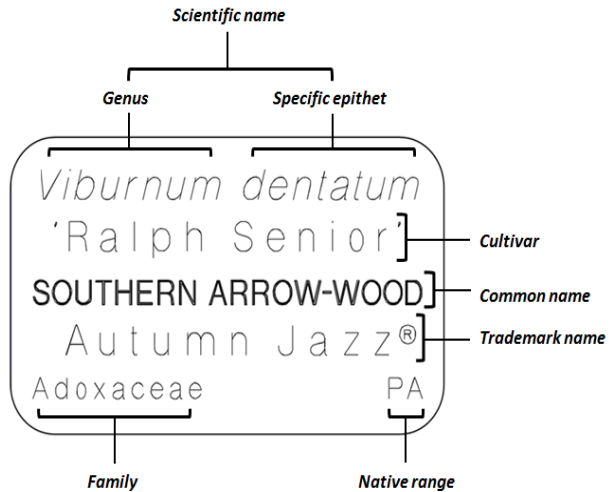 Scientific name
Genus Specific epithet
Viburnum dentatum
'Ralph Senior'
Cultivar
SOUTHERN ARROW-WOOD
Common name
Autumn Jazz®
Trademark name
Adoxaceae PA
Family Native range